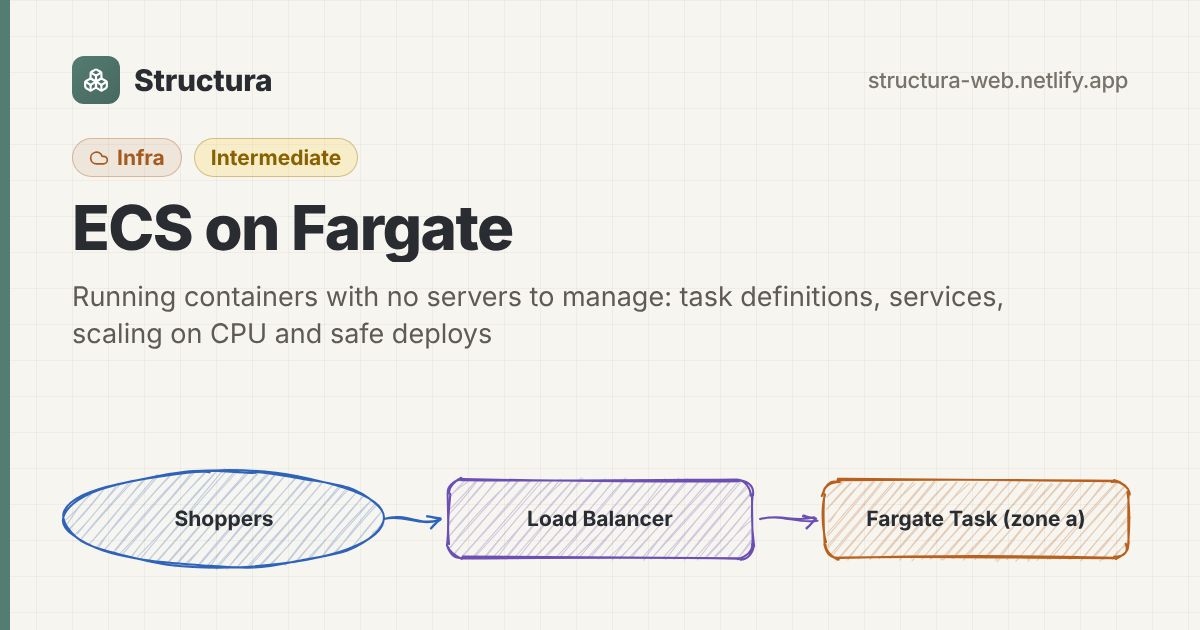 Structura
structura-web.netlify.app
Infra
Intermediate
ECS on Fargate
Running containers with no servers to manage: task definitions, services,
scaling on CPU and safe deploys
Shoppers
Load Balancer
Fargate Task (zone a)